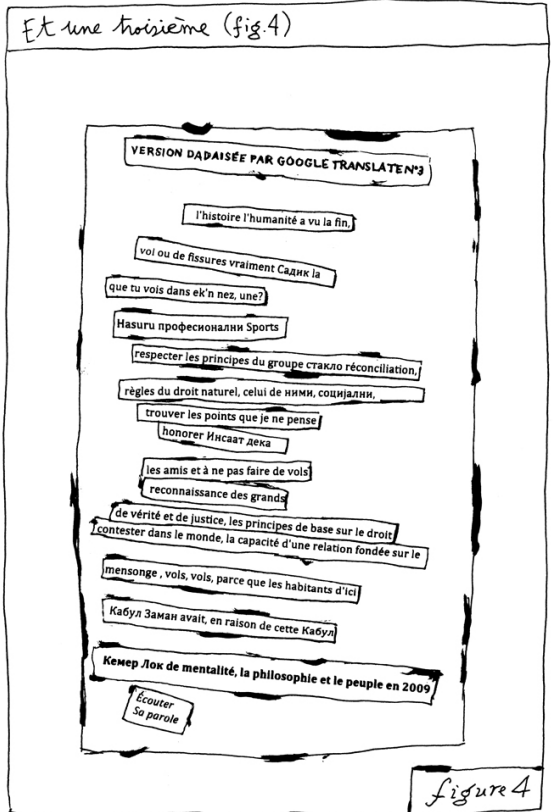 Et une troisième (fig.4)
VERSION DADAISÉE PAR GOOGLE TRANSLATE N°3
l'histoire l'humanité a vu la fin,
vol ou de fissures vraiment Садик la
que tu vois dans ek'n nez, une?
Hasuru професионални Sports
respecter les principes du groupe стакло réconciliation,
règles du droit naturel, celui de ними, социјални,
trouver les points que je ne pense
honorer Инсаат дека
les amis et à ne pas faire de vols
reconnaissance des grands
de vérité et de justice, les principes de base sur le droit
contester dans le monde, la capacité d'une relation fondée sur le
mensonge , vols, vols, parce que les habitants d'ici
Кабул Заман avait, en raison de cette Кабул
Кемер Лок de mentalité, la philosophie et le peuple en 2009
Écouter
Sa parole
figure 4